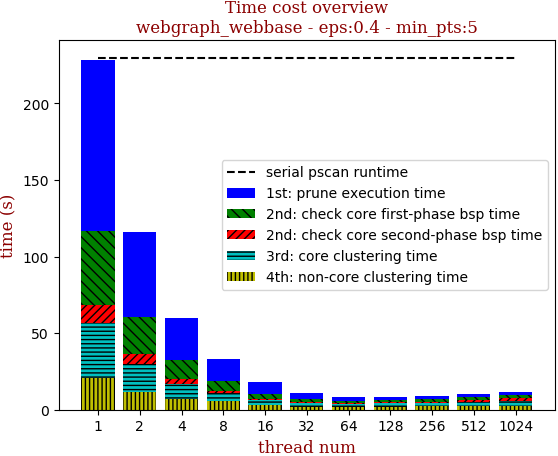 Time cost overview
webgraph_webbase - eps:0.4 - min_pts:5
time (s)
200
150
100
50
0
serial pscan runtime
1st: prune execution time
2nd: check core first-phase bsp time
2nd: check core second-phase bsp time
3rd: core clustering time
4th: non-core clustering time
1 2 4 8 16 32 64 128 256 512 1024
thread num